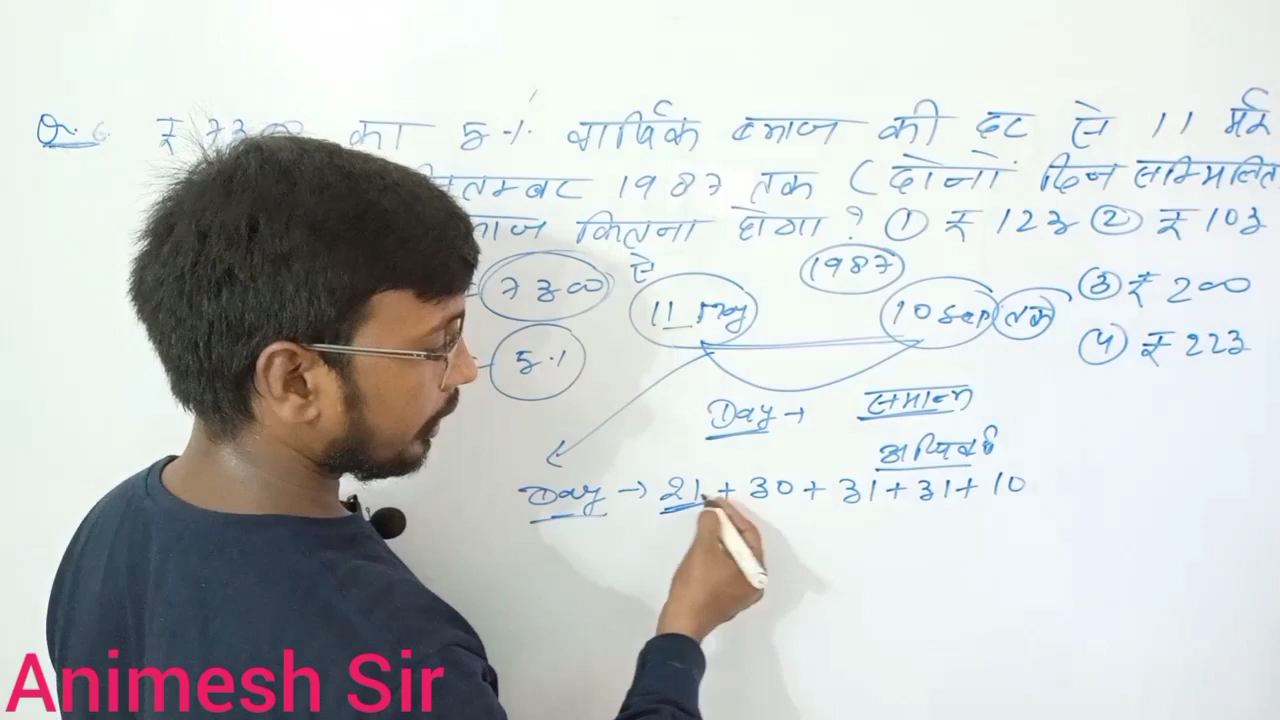 Q. 6. ₹ 7300 का 5% वार्षिक ब्याज की दर से 11 मई
सितम्बर 1987 तक ( दोनों दिन सम्मिलित
ब्याज कितना होगा ? ① ₹ 123 ② ₹ 103
7300 से 1987 ③ ₹ 200
11 May 10 Sep तक
5% ④ ₹ 223
Day → समान्य
Day → 21 + 30 + 31 + 31 + 10
Animesh Sir